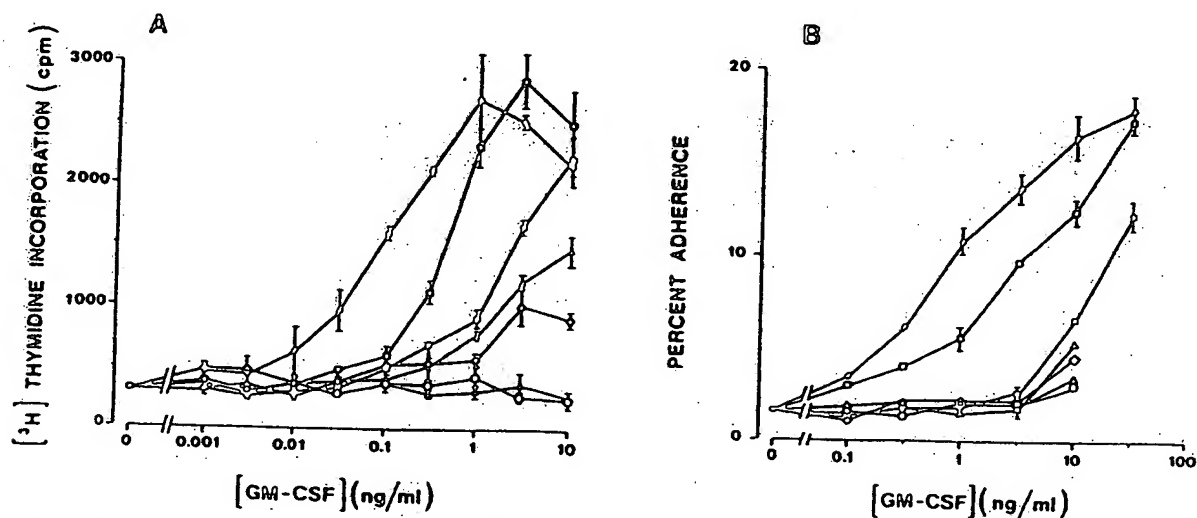 A
[³H] THYMIDINE INCORPORATION (cpm)
3000
2000
1000
0
0 0.001 0.01 0.1 1 10
[GM-CSF] (ng/ml)
B
PERCENT ADHERENCE
20
10
0
0 0.1 1 10 100
[GM-CSF] (ng/ml)